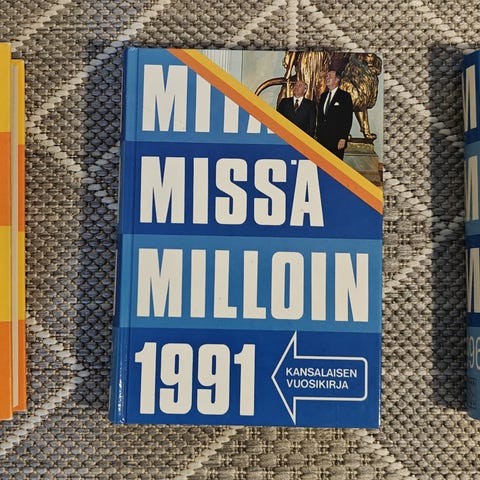 MITÄ
MISSÄ
MILLOIN
1991
KANSALAISEN
VUOSIKIRJA